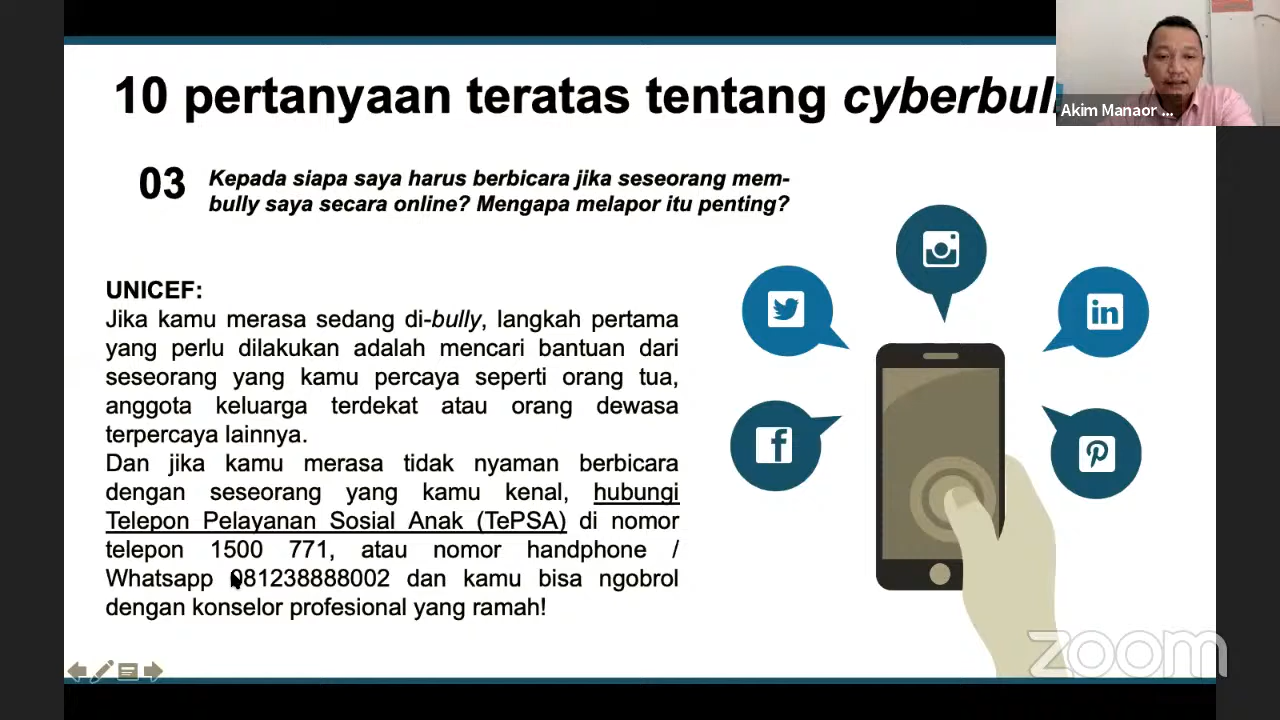 10 pertanyaan teratas tentang cyberbull
Akim Manaor ...
03
Kepada siapa saya harus berbicara jika seseorang mem-
bully saya secara online? Mengapa melapor itu penting?
UNICEF:
Jika kamu merasa sedang di-bully, langkah pertama
yang perlu dilakukan adalah mencari bantuan dari
seseorang yang kamu percaya seperti orang tua,
anggota keluarga terdekat atau orang dewasa
terpercaya lainnya.
Dan jika kamu merasa tidak nyaman berbicara
dengan seseorang yang kamu kenal, hubungi
Telepon Pelayanan Sosial Anak (TePSA) di nomor
telepon 1500 771, atau nomor handphone /
Whatsapp 081238888002 dan kamu bisa ngobrol
dengan konselor profesional yang ramah!
zoom